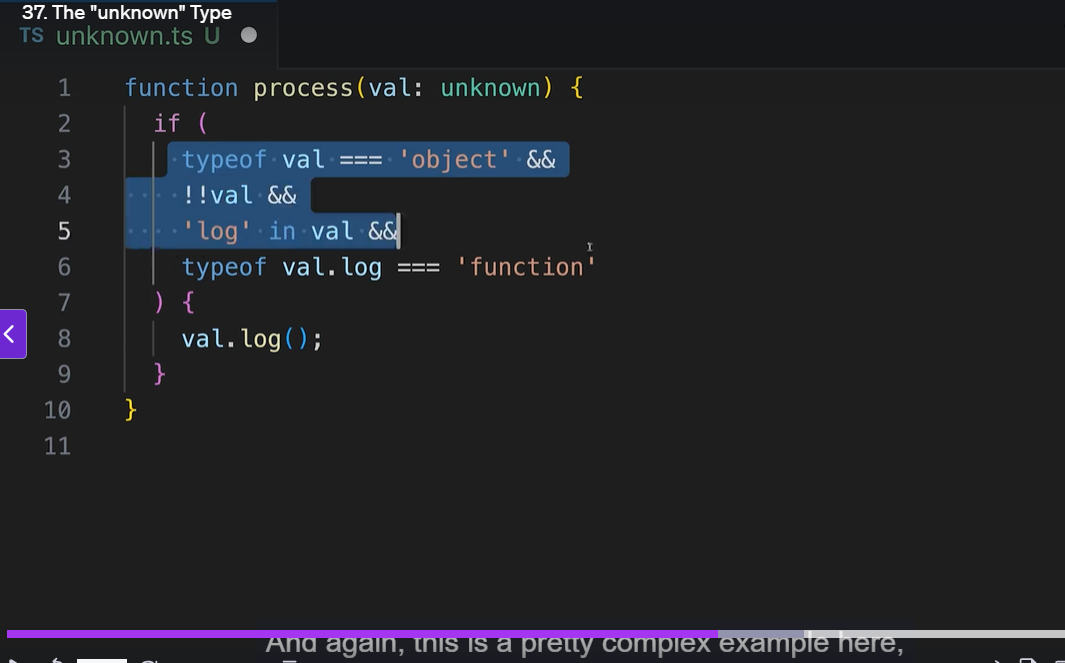 37. The "unknown" Type
TS unknown.ts U
1 function process(val: unknown) {
2 if (
3 typeof val === 'object' &&
4 !!val &&
5 'log' in val &&
6 typeof val.log === 'function'
7 ) {
8 val.log();
9 }
10 }
11
And again, this is a pretty complex example here,